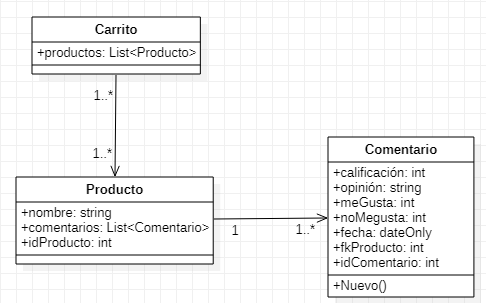 Carrito
+productos: List<Producto>
1..*
1..*
Producto
+nombre: string
+comentarios: List<Comentario>
+idProducto: int
1
1..*
Comentario
+calificación: int
+opinión: string
+meGusta: int
+noMegusta: int
+fecha: dateOnly
+fkProducto: int
+idComentario: int
+Nuevo()